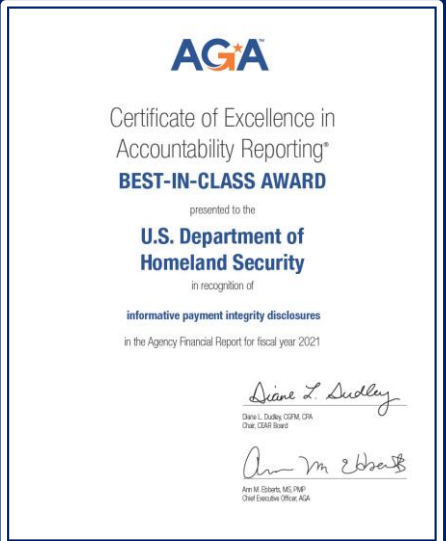 AGA
Certificate of Excellence in
Accountability Reporting®
BEST-IN-CLASS AWARD
presented to the
U.S. Department of
Homeland Security
in recognition of
informative payment integrity disclosures
in the Agency Financial Report for fiscal year 2021
Diane L. Dudley
Diane L. Dudley, CGFM, CPA
Chair, CEAR Board
Ann M Ebberts
Ann M. Ebberts, MS, PMP
Chief Executive Officer, AGA